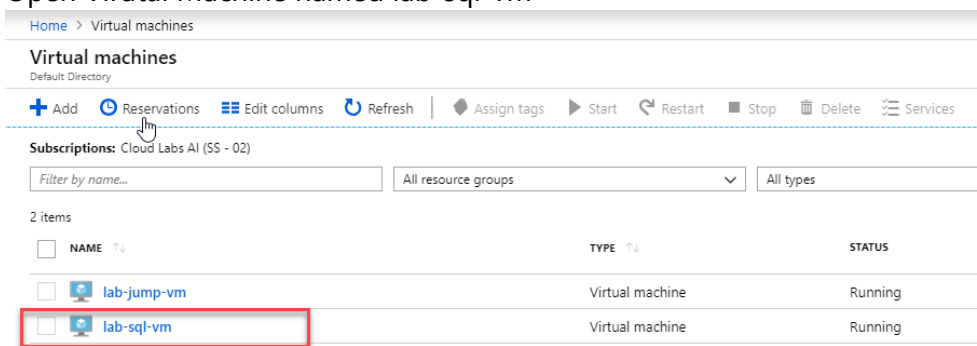 Open Virutal Machine named lab-sql-vm
Home > Virtual machines
Virtual machines
Default Directory
Add Reservations Edit columns Refresh Assign tags Start Restart Stop Delete Services
Subscriptions: Cloud Labs AI (SS - 02)
Filter by name... All resource groups All types
2 items
NAME TYPE STATUS
lab-jump-vm Virtual machine Running
lab-sql-vm Virtual machine Running